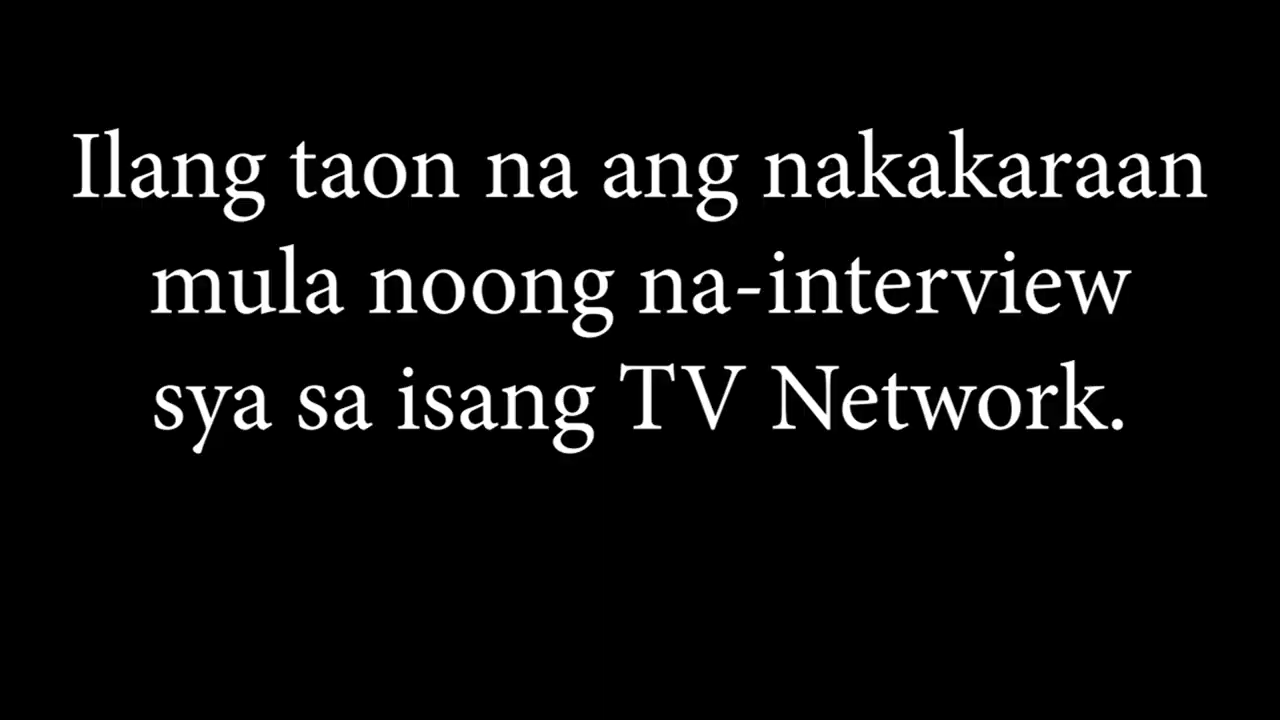 Ilang taon na ang nakakaraan
mula noong na-interview
sya sa isang TV Network.